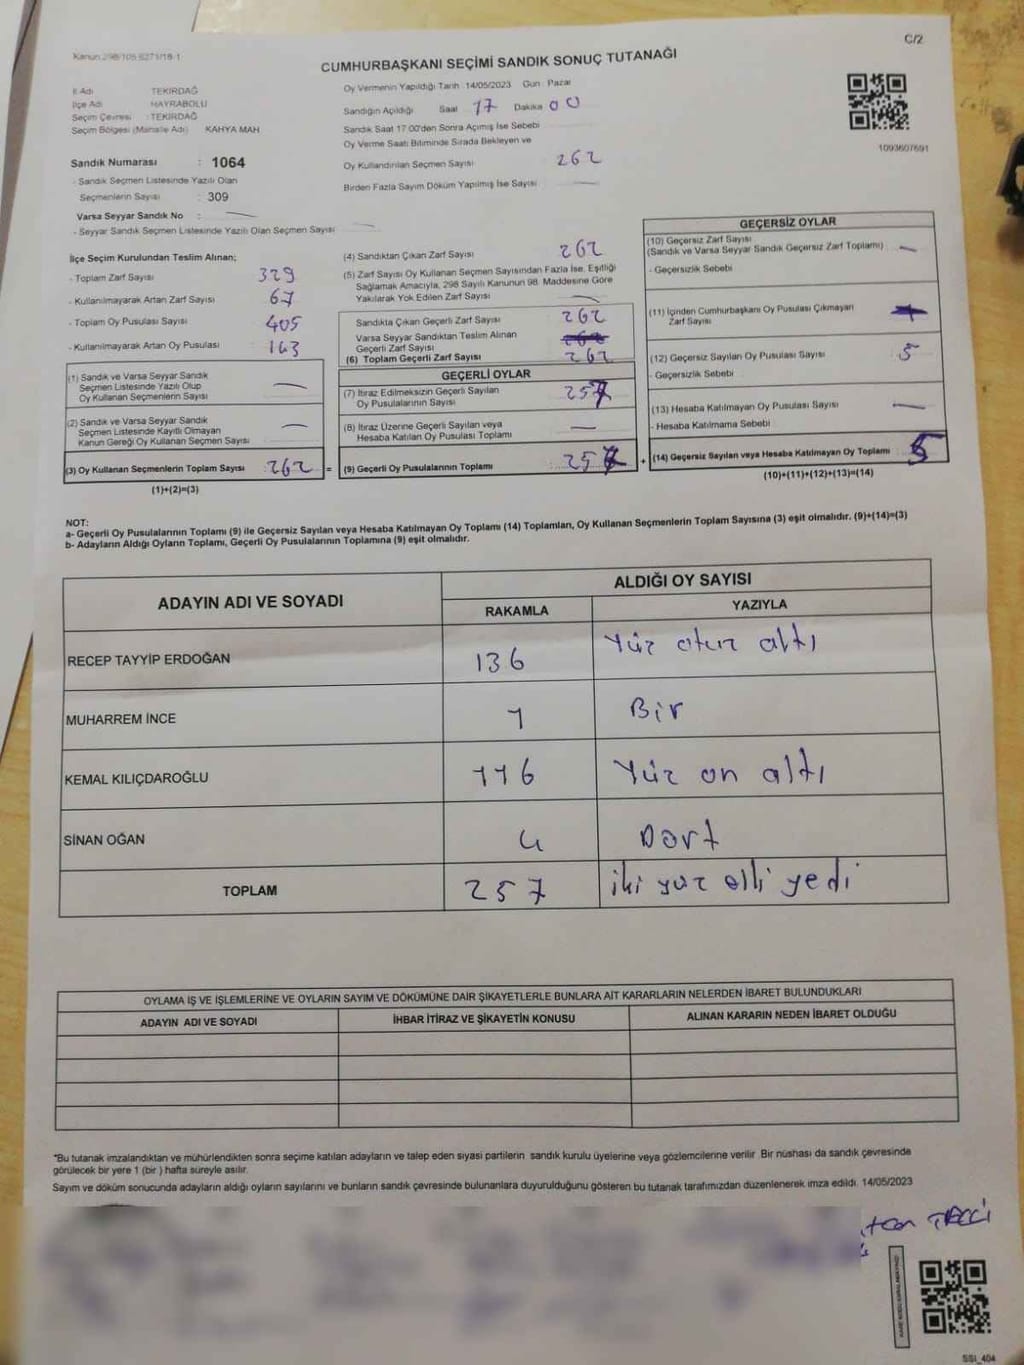 C/2
Kanun 298/105 6271/18-1
CUMHURBAŞKANI SEÇİMİ SANDIK SONUÇ TUTANAĞI
İl Adı TEKİRDAĞ
İlçe Adı HAYRABOLU
Seçim Çevresi : TEKİRDAĞ
Seçim Bölgesi (Mahalle Adı) KAHYA MAH
Sandık Numarası : 1064
- Sandık Seçmen Listesinde Yazılı Olan
Seçmenlerin Sayısı : 309
Varsa Seyyar Sandık No :
- Seyyar Sandık Seçmen Listesinde Yazılı Olan Seçmen Sayısı
Oy Vermenin Yapıldığı Tarih 14/05/2023 Gün Pazar
Sandığın Açıldığı Saat 17 Dakika 00
Sandık Saat 17.00'den Sonra Açılmış İse Sebebi
Oy Verme Saati Bitiminde Sırada Bekleyen ve
Oy Kullandırılan Seçmen Sayısı 262
Birden Fazla Sayım Döküm Yapılmış İse Sayısı
1093607691
İlçe Seçim Kurulundan Teslim Alınan;
- Toplam Zarf Sayısı 329
- Kullanılmayarak Artan Zarf Sayısı 67
- Toplam Oy Pusulası Sayısı 405
- Kullanılmayarak Artan Oy Pusulası 163
(1) Sandık ve Varsa Seyyar Sandık
Seçmen Listesinde Yazılı Olup
Oy Kullanan Seçmenlerin Sayısı
(2) Sandık ve Varsa Seyyar Sandık
Seçmen Listesinde Kayıtlı Olmayan
Kanun Gereği Oy Kullanan Seçmen Sayısı
(3) Oy Kullanan Seçmenlerin Toplam Sayısı 262 =
(1)+(2)=(3)
(4) Sandıktan Çıkan Zarf Sayısı 262
(5) Zarf Sayısı Oy Kullanan Seçmen Sayısından Fazla İse, Eşitliği
Sağlamak Amacıyla, 298 Sayılı Kanunun 98. Maddesine Göre
Yakılarak Yok Edilen Zarf Sayısı
Sandıkta Çıkan Geçerli Zarf Sayısı 262
Varsa Seyyar Sandıktan Teslim Alınan
Geçerli Zarf Sayısı
(6) Toplam Geçerli Zarf Sayısı 262
GEÇERLİ OYLAR
(7) İtiraz Edilmeksizin Geçerli Sayılan
Oy Pusulalarının Sayısı 257
(8) İtiraz Üzerine Geçerli Sayılan veya
Hesaba Katılan Oy Pusulası Toplamı
(9) Geçerli Oy Pusulalarının Toplamı 257 +
GEÇERSİZ OYLAR
(10) Geçersiz Zarf Sayısı
(Sandık ve Varsa Seyyar Sandık Geçersiz Zarf Toplamı)
- Geçersizlik Sebebi
(11) İçinden Cumhurbaşkanı Oy Pusulası Çıkmayan
Zarf Sayısı
(12) Geçersiz Sayılan Oy Pusulası Sayısı 5
- Geçersizlik Sebebi
(13) Hesaba Katılmayan Oy Pusulası Sayısı
- Hesaba Katılmama Sebebi
(14) Geçersiz Sayılan veya Hesaba Katılmayan Oy Toplamı 5
(10)+(11)+(12)+(13)=(14)
NOT:
a- Geçerli Oy Pusulalarının Toplamı (9) ile Geçersiz Sayılan veya Hesaba Katılmayan Oy Toplamı (14) Toplamları, Oy Kullanan Seçmenlerin Toplam Sayısına (3) eşit olmalıdır. (9)+(14)=(3)
b- Adayların Aldığı Oyların Toplamı, Geçerli Oy Pusulalarının Toplamına (9) eşit olmalıdır.
ADAYIN ADI VE SOYADI
ALDIĞI OY SAYISI
RAKAMLA YAZIYLA
RECEP TAYYİP ERDOĞAN 136 Yüz otuz altı
MUHARREM İNCE 1 Bir
KEMAL KILIÇDAROĞLU 116 Yüz on altı
SİNAN OĞAN 4 Dört
TOPLAM 257 iki yüz elli yedi
OYLAMA İŞ VE İŞLEMLERİNE VE OYLARIN SAYIM VE DÖKÜMÜNE DAİR ŞİKAYETLERLE BUNLARA AİT KARARLARIN NELERDEN İBARET BULUNDUKLARI
ADAYIN ADI VE SOYADI İHBAR İTİRAZ VE ŞİKAYETİN KONUSU ALINAN KARARIN NEDEN İBARET OLDUĞU
"Bu tutanak imzalandıktan ve mühürlendikten sonra seçime katılan adayların ve talep eden siyasi partilerin sandık kurulu üyelerine veya gözlemcilerine verilir. Bir nüshası da sandık çevresinde
görülecek bir yere 1 (bir ) hafta süreyle asılır.
Sayım ve döküm sonucunda adayların aldığı oyların sayılarını ve bunların sandık çevresinde bulunanlara duyurulduğunu gösteren bu tutanak tarafımızdan düzenlenerek imza edildi. 14/05/2023
SSI_404